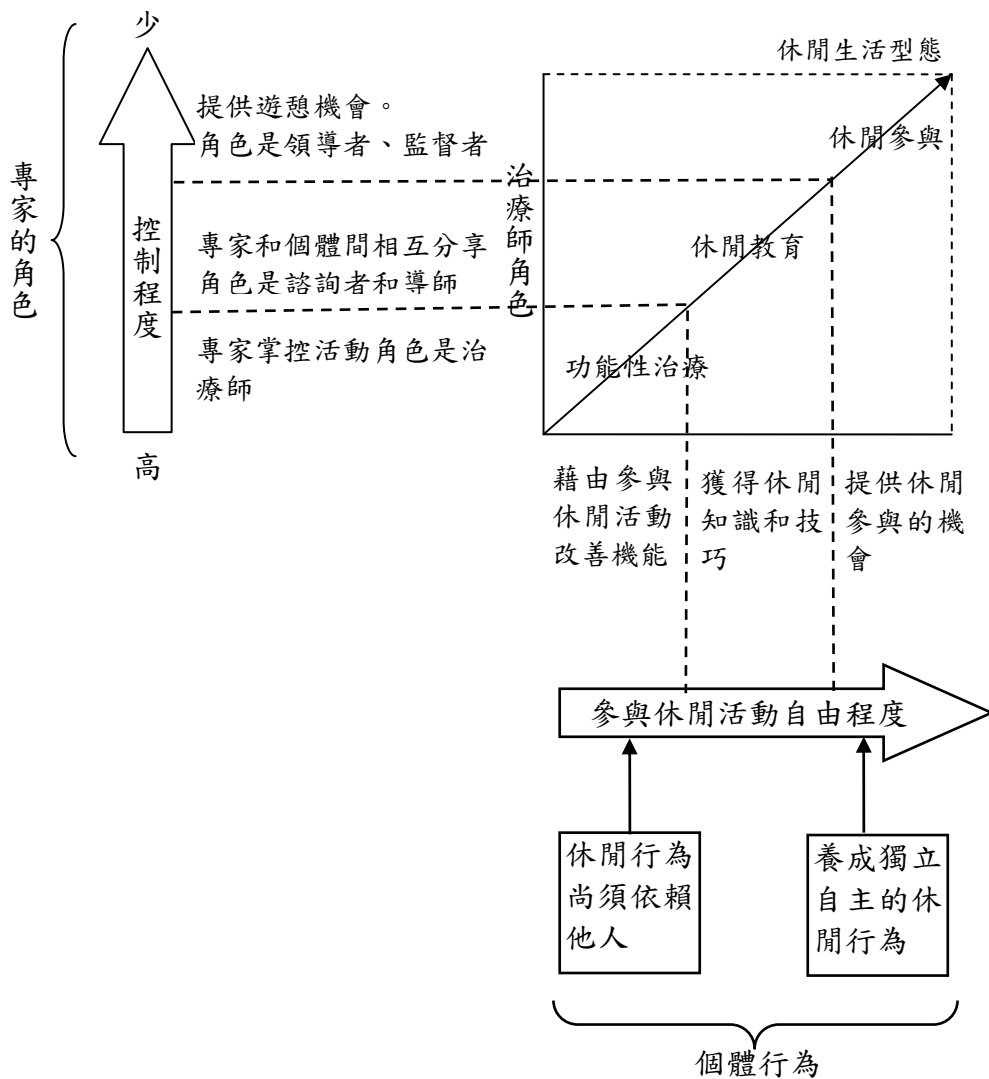 少
提供遊憩機會。
角色是領導者、監督者
專家的角色
控制程度
專家和個體間相互分享
角色是諮詢者和導師
專家掌控活動角色是治
療師
高
休閒生活型態
休閒參與
治療師角色
休閒教育
功能性治療
藉由參與
休閒活動
改善機能
獲得休閒
知識和技
巧
提供休閒
參與的機
會
參與休閒活動自由程度
休閒行為
尚須依賴
他人
養成獨立
自主的休
閒行為
個體行為